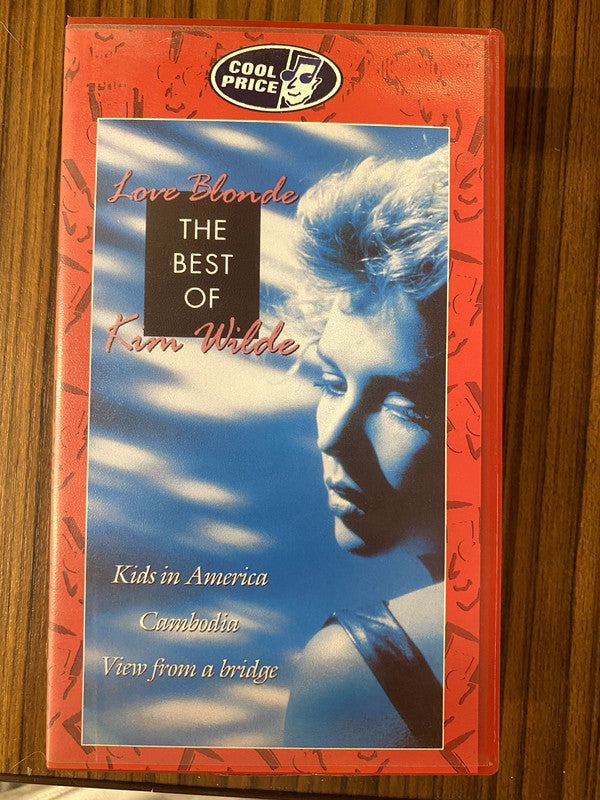 COOL
PRICE
Love Blonde
THE
BEST
OF
Kim Wilde
Kids in America
Cambodia
View from a bridge